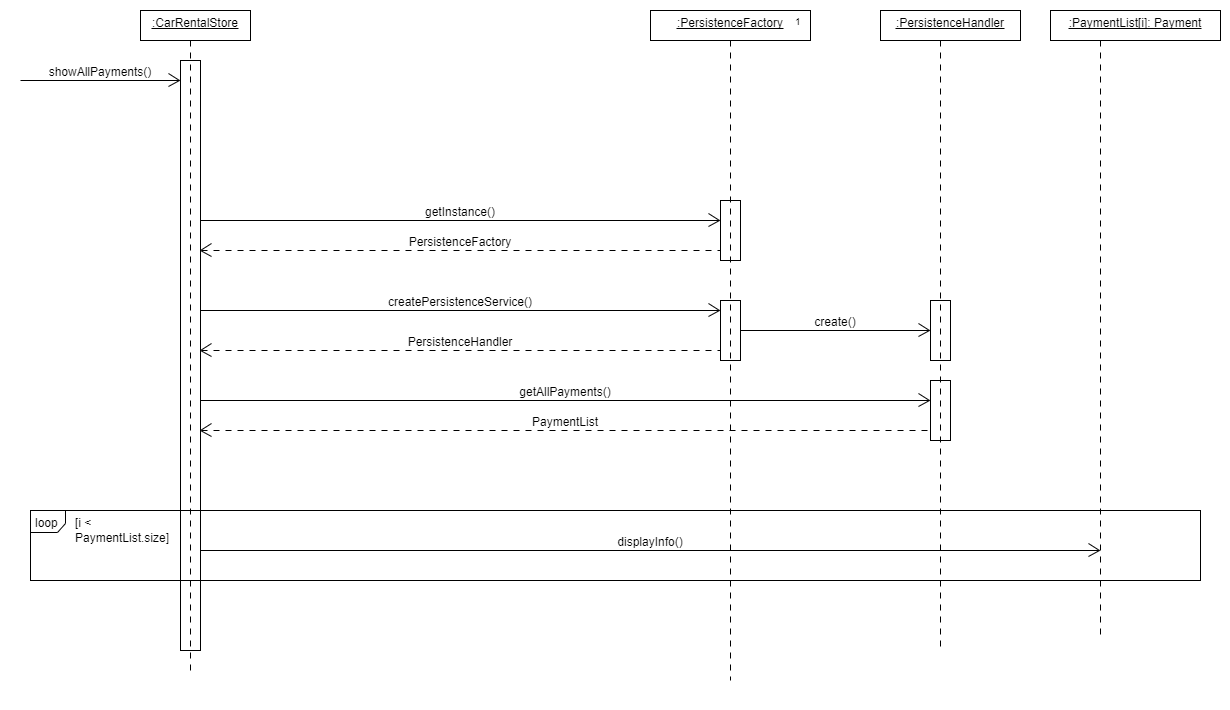 :CarRentalStore
:PersistenceFactory 1
:PersistenceHandler
:PaymentList[i]: Payment
showAllPayments()
getInstance()
PersistenceFactory
createPersistenceService()
create()
PersistenceHandler
getAllPayments()
PaymentList
loop [i <
PaymentList.size]
displayInfo()